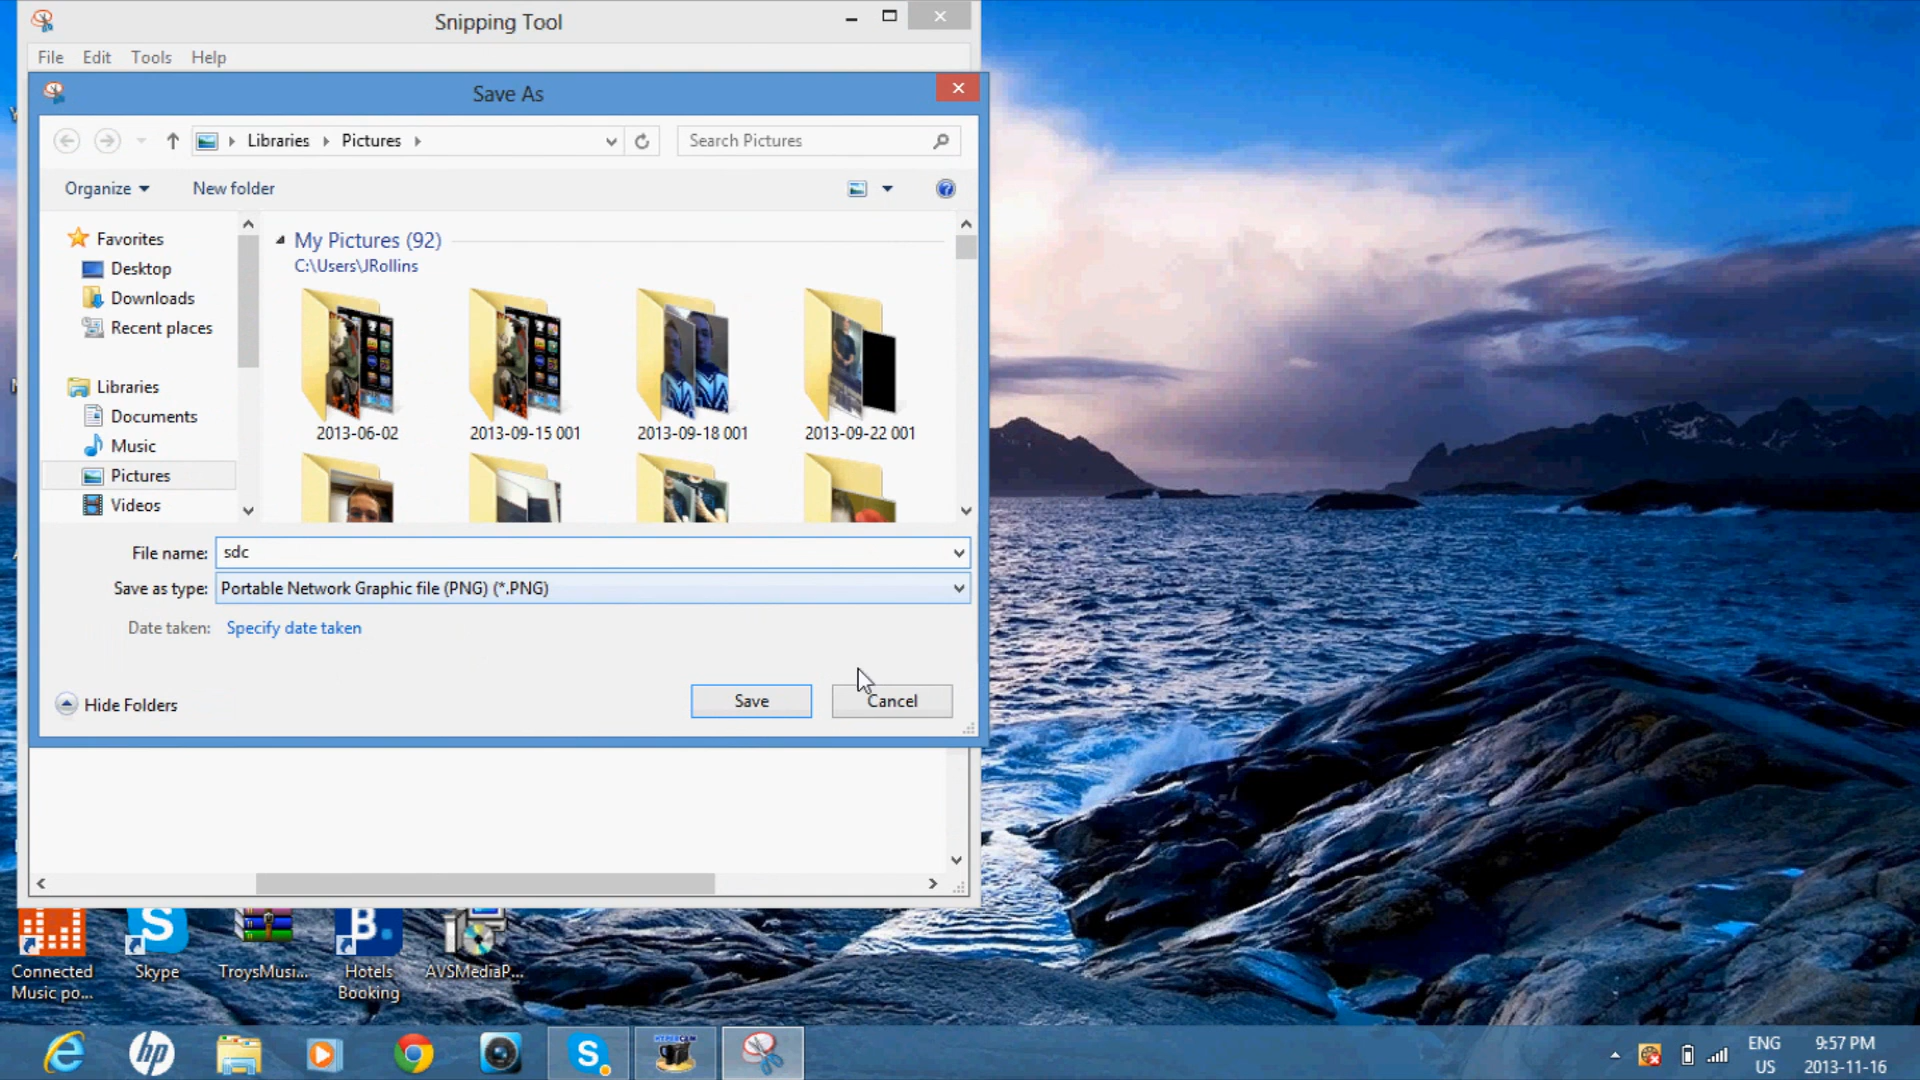 Snipping Tool
File Edit Tools Help
Save As
Libraries Pictures
Search Pictures
Organize New folder
Favorites
Desktop
Downloads
Recent places
Libraries
Documents
Music
Pictures
Videos
My Pictures (92)
C:\Users\JRollins
2013-06-02
2013-09-15 001
2013-09-18 001
2013-09-22 001
File name: sdc
Save as type: Portable Network Graphic file (PNG) (*.PNG)
Date taken: Specify date taken
Hide Folders
Save
Cancel
Connected
Music po...
Skype
TroysMusi...
Hotels
Booking
AVSMediaP...
HYPERCAM
ENG
US
9:57 PM
2013-11-16